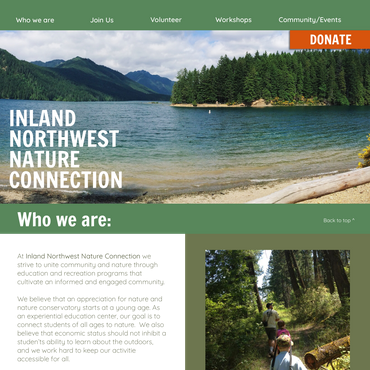 Who we are Join Us Volunteer Workshops Community/Events
DONATE
INLAND
NORTHWEST
NATURE
CONNECTION
Who we are:
Back to top ^
At Inland Northwest Nature Connection we
strive to unite community and nature through
education and recreation programs that
cultivate an informed and engaged community.
We believe that an appreciation for nature and
nature conservatory starts at a young age. As
an experiential education center, our goal is to
connect students of all ages to nature. We also
believe that economic status should not inhibit a
student's ability to learn about the outdoors,
and we work hard to keep our activitie
accessible for all.